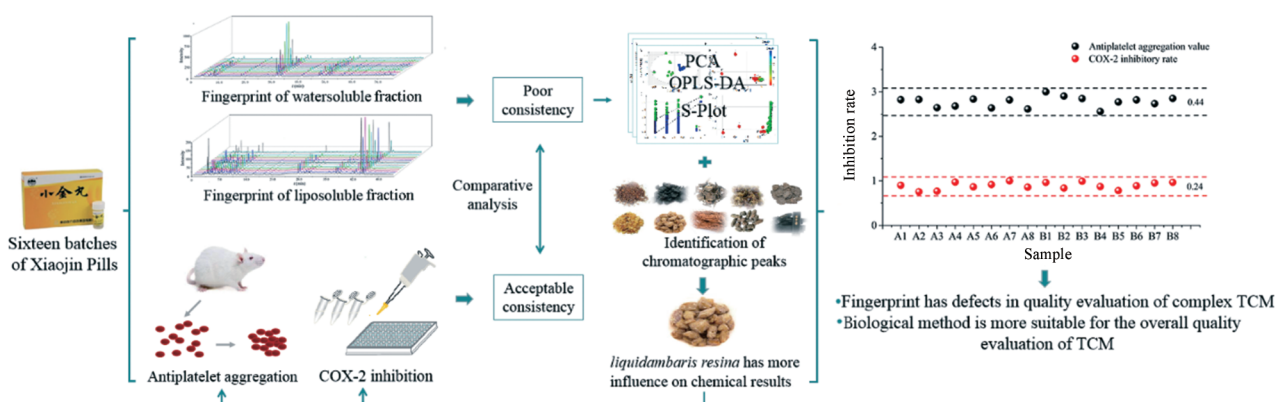 Fingerprint of watersoluble fraction
Fingerprint of liposoluble fraction
小金丸
Sixteen batches
of Xiaojin Pills
Antiplatelet aggregation
COX-2 inhibition
Poor
consistency
Comparative
analysis
Acceptable
consistency
PCA
OPLS-DA
S-Plot
+
Identification of
chromatographic peaks
liquidambaris resina has more
influence on chemical results
Antiplatelet aggregation value
COX-2 inhibitory rate
Inhibition rate
4
3
2
1
0
0.44
0.24
A1 A2 A3 A4 A5 A6 A7 A8 B1 B2 B3 B4 B5 B6 B7 B8
Sample
•Fingerprint has defects in quality evaluation of complex TCM
•Biological method is more suitable for the overall quality
evaluation of TCM